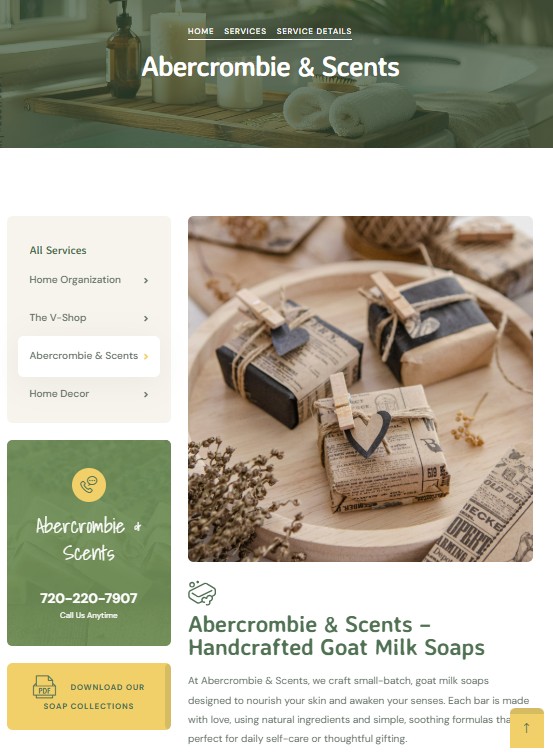 HOME SERVICES SERVICE DETAILS
Abercrombie & Scents
All Services
Home Organization
The V-Shop
Abercrombie & Scents
Home Decor
Abercrombie &
Scents
720-220-7907
Call Us Anytime
PDF
DOWNLOAD OUR
SOAP COLLECTIONS
Abercrombie & Scents –
Handcrafted Goat Milk Soaps
At Abercrombie & Scents, we craft small-batch, goat milk soaps
designed to nourish your skin and awaken your senses. Each bar is made
with love, using natural ingredients and simple, soothing formulas
perfect for daily self-care or thoughtful gifting.